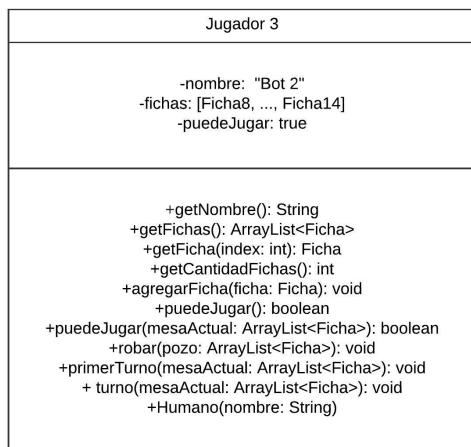 Jugador 3
-nombre: "Bot 2"
-fichas: [Ficha8, ..., Ficha14]
-puedeJugar: true
+getNombre(): String
+getFichas(): ArrayList<Ficha>
+getFicha(index: int): Ficha
+getCantidadFichas(): int
+agregarFicha(ficha: Ficha): void
+puedeJugar(): boolean
+puedeJugar(mesaActual: ArrayList<Ficha>): boolean
+robar(pozo: ArrayList<Ficha>): void
+primerTurno(mesaActual: ArrayList<Ficha>): void
+ turno(mesaActual: ArrayList<Ficha>): void
+Humano(nombre: String)